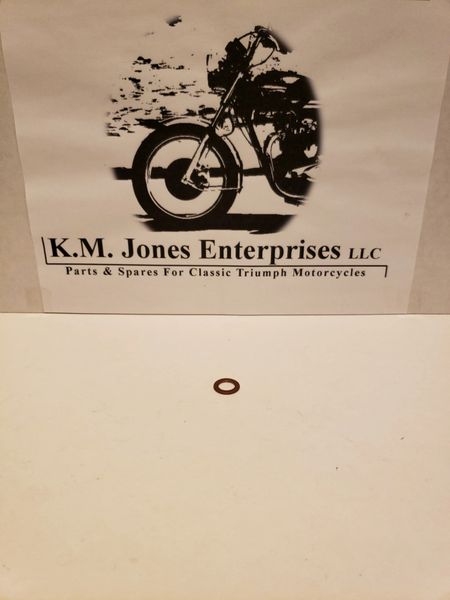 K.M. Jones Enterprises LLC
Parts & Spares For Classic Triumph Motorcycles